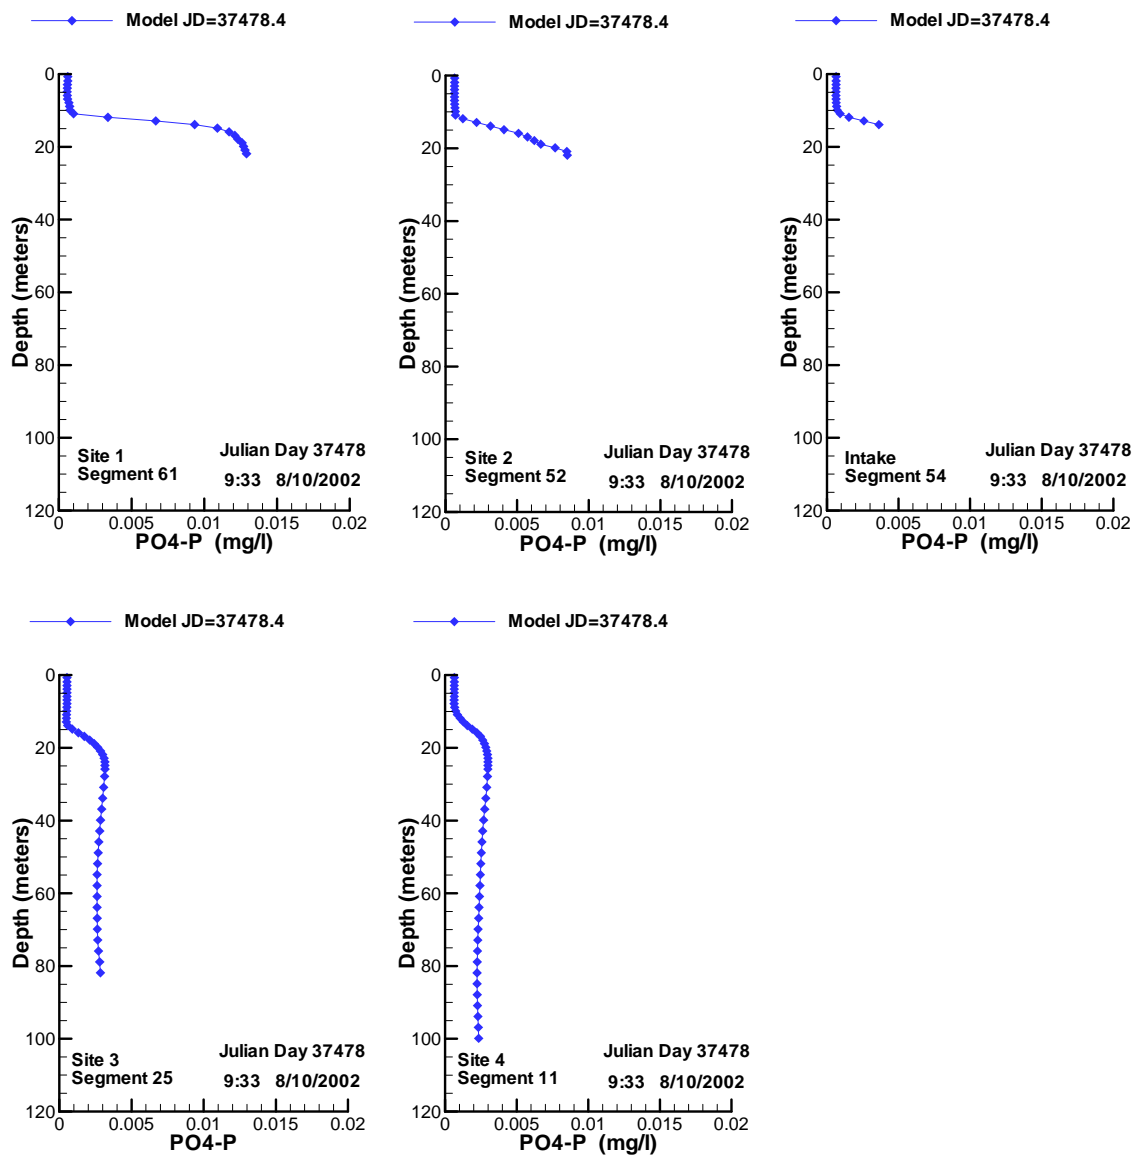 Model JD=37478.4
0
20
40
60
80
100
120
Depth (meters)
Site 1
Segment 61
Julian Day 37478
9:33 8/10/2002
0 0.005 0.01 0.015 0.02
PO4-P (mg/l)
Model JD=37478.4
0
20
40
60
80
100
120
Depth (meters)
Site 2
Segment 52
Julian Day 37478
9:33 8/10/2002
0 0.005 0.01 0.015 0.02
PO4-P (mg/l)
Model JD=37478.4
0
20
40
60
80
100
120
Depth (meters)
Intake
Segment 54
Julian Day 37478
9:33 8/10/2002
0 0.005 0.01 0.015 0.02
PO4-P (mg/l)
Model JD=37478.4
0
20
40
60
80
100
120
Depth (meters)
Site 3
Segment 25
Julian Day 37478
9:33 8/10/2002
0 0.005 0.01 0.015 0.02
PO4-P
Model JD=37478.4
0
20
40
60
80
100
120
Depth (meters)
Site 4
Segment 11
Julian Day 37478
9:33 8/10/2002
0 0.005 0.01 0.015 0.02
PO4-P (mg/l)